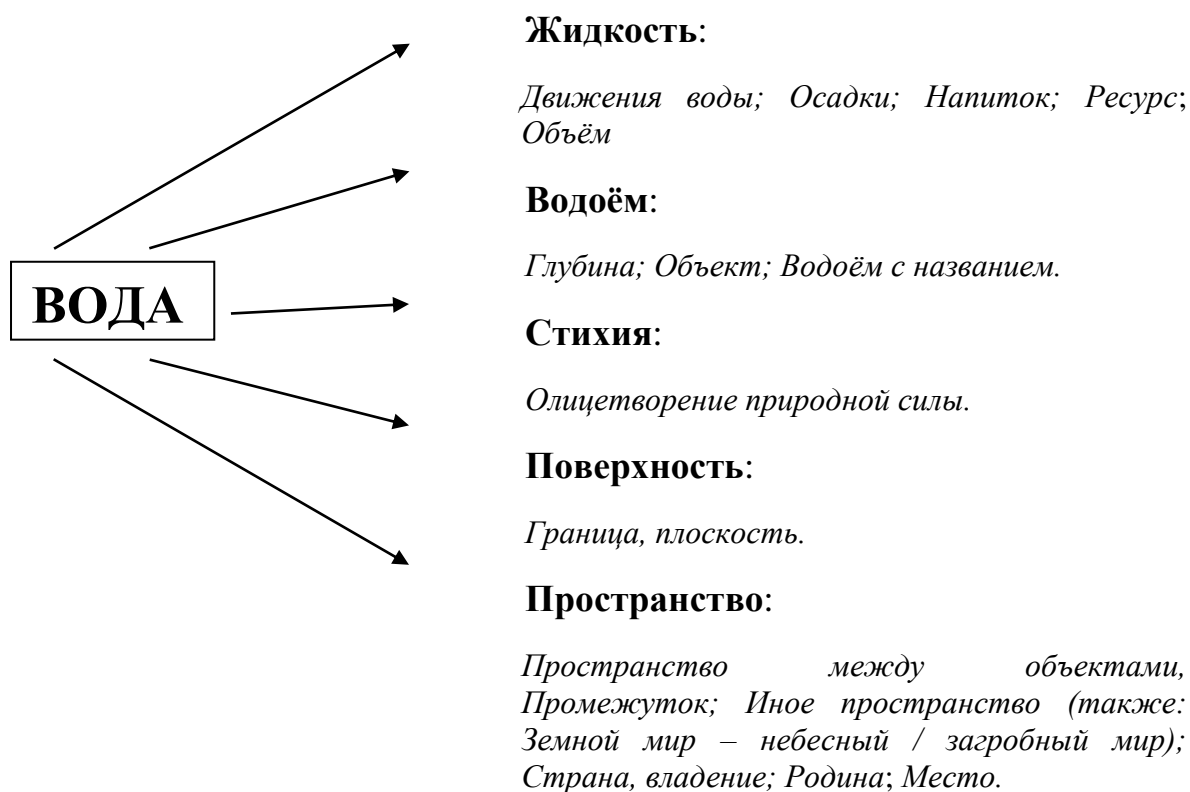 Жидкость:
Движения воды; Осадки; Напиток; Ресурс;
Объём
Водоём:
Глубина; Объект; Водоём с названием.
ВОДА
Стихия:
Олицетворение природной силы.
Поверхность:
Граница, плоскость.
Пространство:
Пространство между объектами,
Промежуток; Иное пространство (также:
Земной мир – небесный / загробный мир);
Страна, владение; Родина; Место.